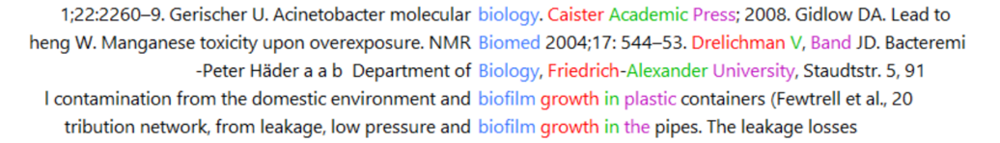 1;22:2260–9. Gerischer U. Acinetobacter molecular biology. Caister Academic Press; 2008. Gidlow DA. Lead to
heng W. Manganese toxicity upon overexposure. NMR Biomed 2004;17: 544–53. Drelichman V, Band JD. Bacteremi
-Peter Häder a a b Department of Biology, Friedrich-Alexander University, Staudtstr. 5, 91
l contamination from the domestic environment and biofilm growth in plastic containers (Fewtrell et al., 20
tribution network, from leakage, low pressure and biofilm growth in the pipes. The leakage losses